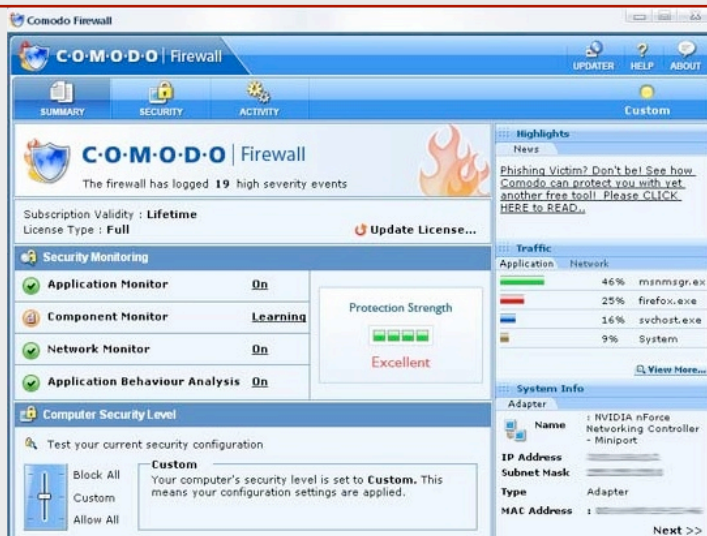 Comodo Firewall
C·O·M·O·D·O | Firewall
UPDATER HELP ABOUT
SUMMARY SECURITY ACTIVITY
Custom
C·O·M·O·D·O | Firewall
The firewall has logged 19 high severity events
Subscription Validity : Lifetime
License Type : Full
Update License...
Security Monitoring
Application Monitor On
Component Monitor Learning
Network Monitor On
Application Behaviour Analysis On
Protection Strength
Excellent
Computer Security Level
Test your current security configuration
Block All
Custom
Allow All
Custom
Your computer's security level is set to Custom. This
means your configuration settings are applied.
Highlights
News
Phishing Victim? Don't be! See how
Comodo can protect you with yet
another free tool! Please CLICK
HERE to READ..
Traffic
Application Network
46% msnmsgr.ex
25% firefox.exe
16% svchost.exe
9% System
View More...
System Info
Adapter
Name : NVIDIA nForce
Networking Controller
- Miniport
IP Address
Subnet Mask
Type Adapter
MAC Address :
Next >>